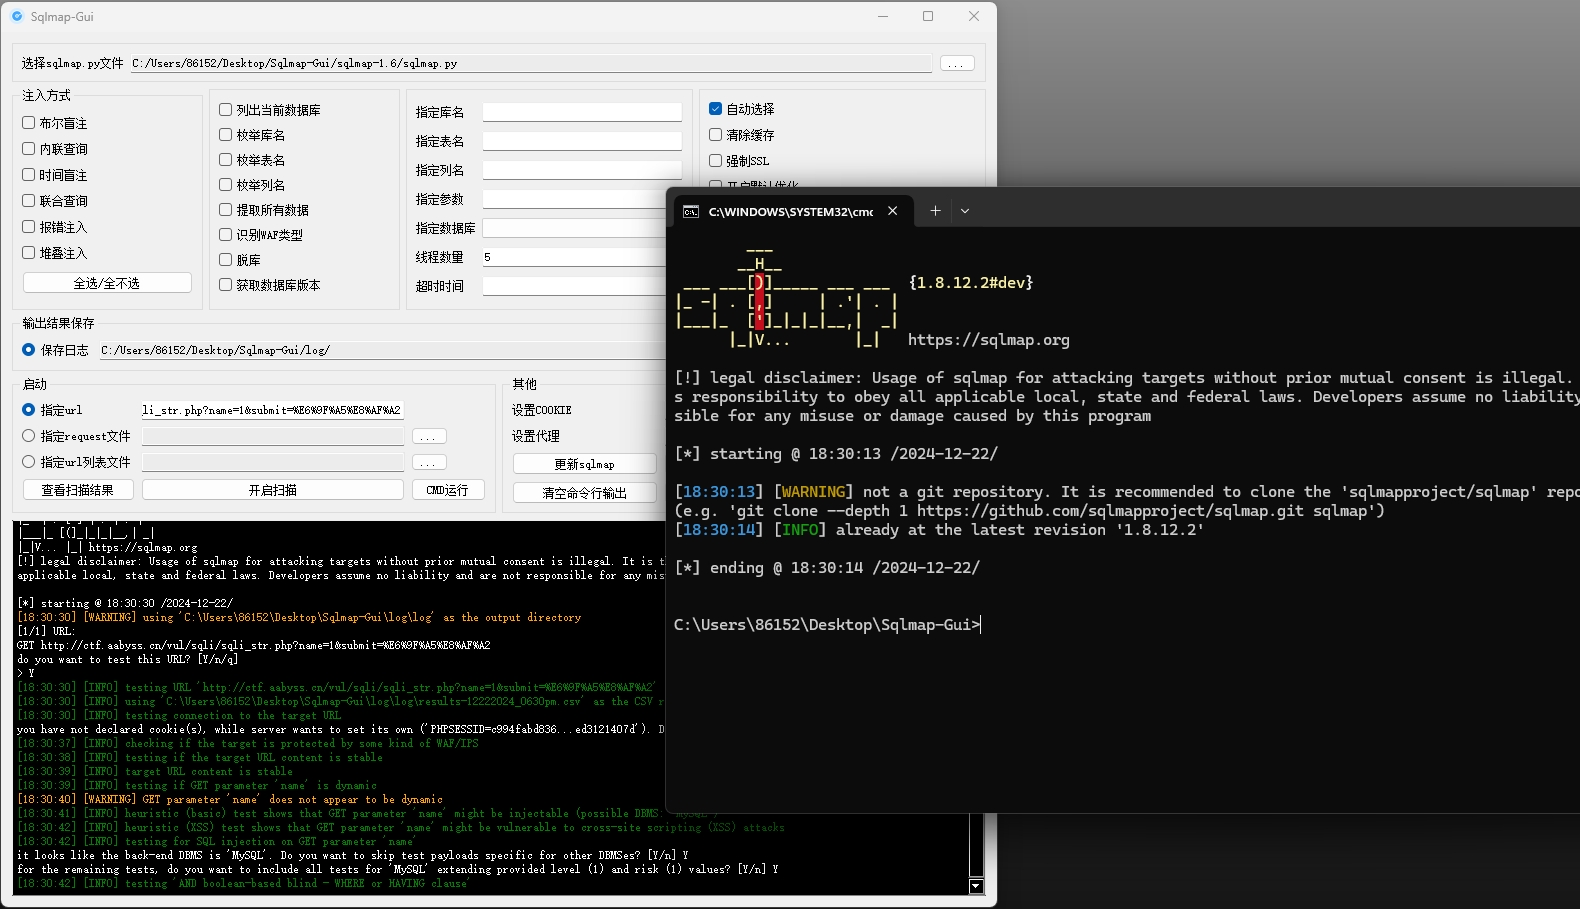 Sqlmap-Gui
选择sqlmap.py文件 C:/Users/86152/Desktop/Sqlmap-Gui/sqlmap-1.6/sqlmap.py ...
注入方式
布尔盲注
内联查询
时间盲注
联合查询
报错注入
堆叠注入
全选/全不选
列出当前数据库
枚举库名
枚举表名
枚举列名
提取所有数据
识别WAF类型
脱库
获取数据库版本
指定库名
指定表名
指定列名
指定参数
指定数据库
线程数量 5
超时时间
自动选择
清除缓存
强制SSL
开启默认优化
输出结果保存
保存日志 C:/Users/86152/Desktop/Sqlmap-Gui/log/
启动
指定url li_str.php?name=1&submit=%E6%9F%A5%E8%AF%A2
指定request文件 ...
指定url列表文件 ...
查看扫描结果 开启扫描 CMD运行
其他
设置COOKIE
设置代理
更新sqlmap
清空命令行输出
|___|_ [(]_|_|_|__,| _|
|_|V... |_| https://sqlmap.org
[!] legal disclaimer: Usage of sqlmap for attacking targets without prior mutual consent is illegal. It is t
applicable local, state and federal laws. Developers assume no liability and are not responsible for any mis
[*] starting @ 18:30:30 /2024-12-22/
[18:30:30] [WARNING] using 'C:\Users\86152\Desktop\Sqlmap-Gui\log\log' as the output directory
[1/1] URL:
GET http://ctf.aabyss.cn/vul/sqli/sqli_str.php?name=1&submit=%E6%9F%A5%E8%AF%A2
do you want to test this URL? [Y/n/q]
> Y
[18:30:30] [INFO] testing URL 'http://ctf.aabyss.cn/vul/sqli/sqli_str.php?name=1&submit=%E6%9F%A5%E8%AF%A2'
[18:30:30] [INFO] using 'C:\Users\86152\Desktop\Sqlmap-Gui\log\log\results-12222024_0630pm.csv' as the CSV r
[18:30:30] [INFO] testing connection to the target URL
you have not declared cookie(s), while server wants to set its own ('PHPSESSID=c994fabd836...ed3121407d'). D
[18:30:37] [INFO] checking if the target is protected by some kind of WAF/IPS
[18:30:38] [INFO] testing if the target URL content is stable
[18:30:39] [INFO] target URL content is stable
[18:30:39] [INFO] testing if GET parameter 'name' is dynamic
[18:30:40] [WARNING] GET parameter 'name' does not appear to be dynamic
[18:30:41] [INFO] heuristic (basic) test shows that GET parameter 'name' might be injectable (possible DBMS: 'MySQL')
[18:30:42] [INFO] heuristic (XSS) test shows that GET parameter 'name' might be vulnerable to cross-site scripting (XSS) attacks
[18:30:42] [INFO] testing for SQL injection on GET parameter 'name'
it looks like the back-end DBMS is 'MySQL'. Do you want to skip test payloads specific for other DBMSes? [Y/n] Y
for the remaining tests, do you want to include all tests for 'MySQL' extending provided level (1) and risk (1) values? [Y/n] Y
[18:30:42] [INFO] testing 'AND boolean-based blind - WHERE or HAVING clause'
C:\WINDOWS\SYSTEM32\cmd
___
__H__
___ ___[)]_____ ___ ___ {1.8.12.2#dev}
|_ -| . [,] | .'| . |
|___|_ [']_|_|_|__,| _|
|_|V... |_| https://sqlmap.org
[!] legal disclaimer: Usage of sqlmap for attacking targets without prior mutual consent is illegal.
s responsibility to obey all applicable local, state and federal laws. Developers assume no liability
sible for any misuse or damage caused by this program
[*] starting @ 18:30:13 /2024-12-22/
[18:30:13] [WARNING] not a git repository. It is recommended to clone the 'sqlmapproject/sqlmap' repo
(e.g. 'git clone --depth 1 https://github.com/sqlmapproject/sqlmap.git sqlmap')
[18:30:14] [INFO] already at the latest revision '1.8.12.2'
[*] ending @ 18:30:14 /2024-12-22/
C:\Users\86152\Desktop\Sqlmap-Gui>